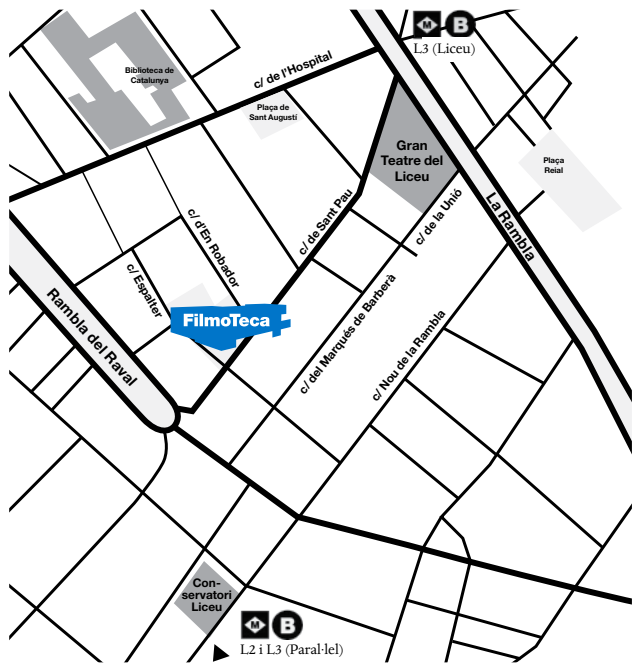 M B
L3 (Liceu)
Biblioteca de
Catalunya
c/ de l'Hospital
Plaça de
Sant Augustí
Gran
Teatre del
Liceu
Plaça
Reial
c/ de la Unió
La Rambla
c/ de Sant Pau
c/ d'En Robador
c/ Espalter
FilmoTeca
Rambla del Raval
c/ del Marqués de Barberà
c/ Nou de la Rambla
Con-
servatori
Liceu
M B
L2 i L3 (Paral·lel)